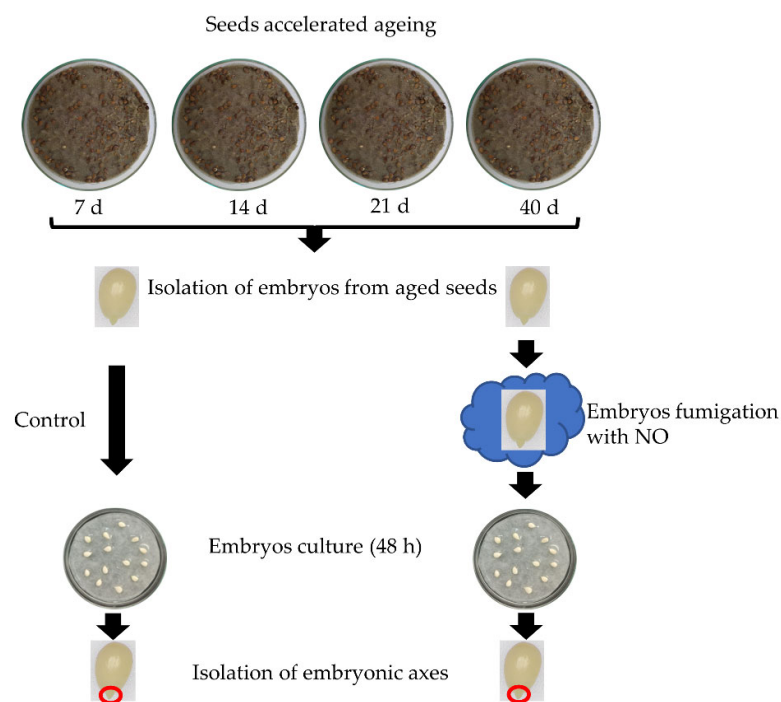 Seeds accelerated ageing
7 d 14 d 21 d 40 d
Isolation of embryos from aged seeds
Control
Embryos fumigation
with NO
Embryos culture (48 h)
Isolation of embryonic axes